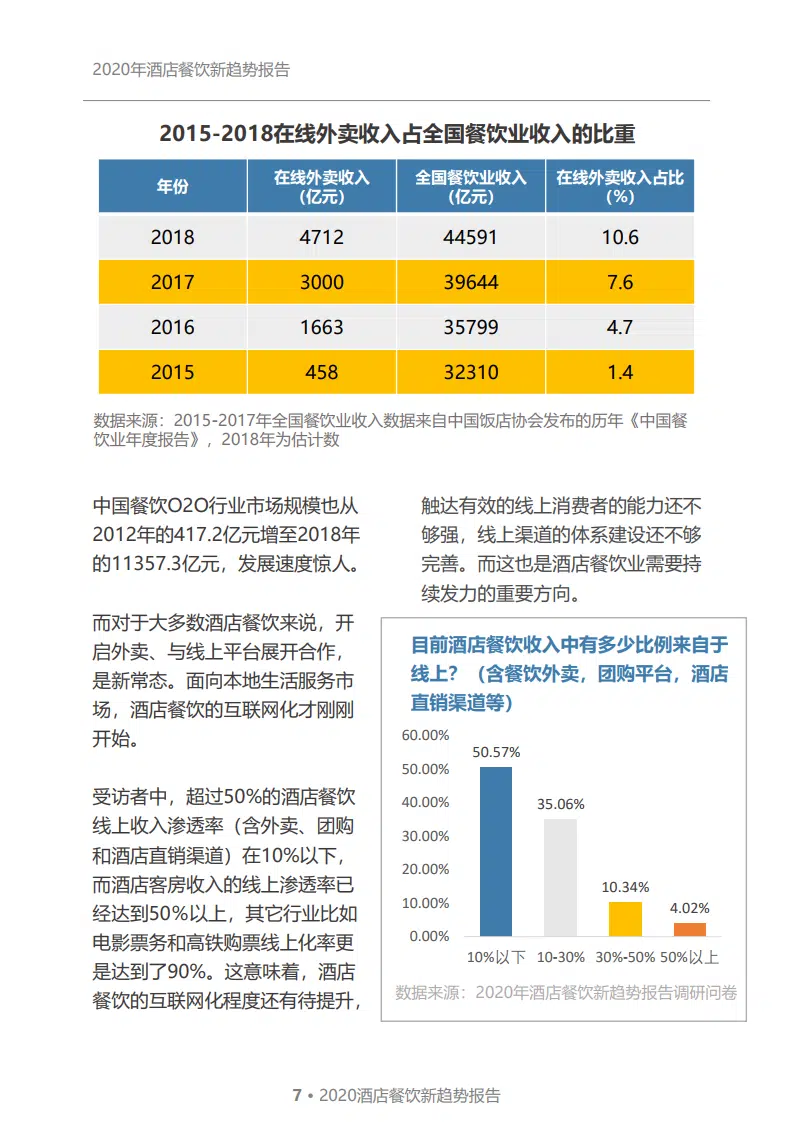 2020年酒店餐饮新趋势报告
2015-2018在线外卖收入占全国餐饮业收入的比重
年份 在线外卖收入（亿元） 全国餐饮业收入（亿元） 在线外卖收入占比（%）
2018 4712 44591 10.6
2017 3000 39644 7.6
2016 1663 35799 4.7
2015 458 32310 1.4
数据来源：2015-2017年全国餐饮业收入数据来自中国饭店协会发布的历年《中国餐
饮业年度报告》，2018年为估计数
中国餐饮O2O行业市场规模也从
2012年的417.2亿元增至2018年
的11357.3亿元，发展速度惊人。
而对于大多数酒店餐饮来说，开
启外卖、与线上平台展开合作，
是新常态。面向本地生活服务市
场，酒店餐饮的互联网化才刚刚
开始。
受访者中，超过50%的酒店餐饮
线上收入渗透率（含外卖、团购
和酒店直销渠道）在10%以下，
而酒店客房收入的线上渗透率已
经达到50%以上，其它行业比如
电影票务和高铁购票线上化率更
是达到了90%。这意味着，酒店
餐饮的互联网化程度还有待提升，
触达有效的线上消费者的能力还不
够强，线上渠道的体系建设还不够
完善。而这也是酒店餐饮业需要持
续发力的重要方向。
目前酒店餐饮收入中有多少比例来自于
线上？（含餐饮外卖，团购平台，酒店
直销渠道等）
60.00%
50.00%
40.00%
30.00%
20.00%
10.00%
0.00%
50.57%
35.06%
10.34%
4.02%
10%以下 10-30% 30%-50% 50%以上
数据来源：2020年酒店餐饮新趋势报告调研问卷
7 • 2020酒店餐饮新趋势报告